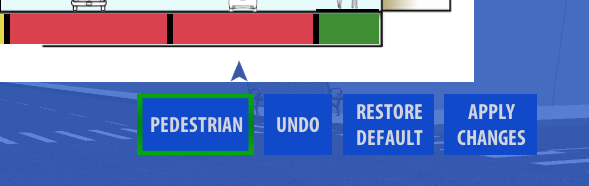 PEDESTRIAN
UNDO
RESTORE
DEFAULT
APPLY
CHANGES